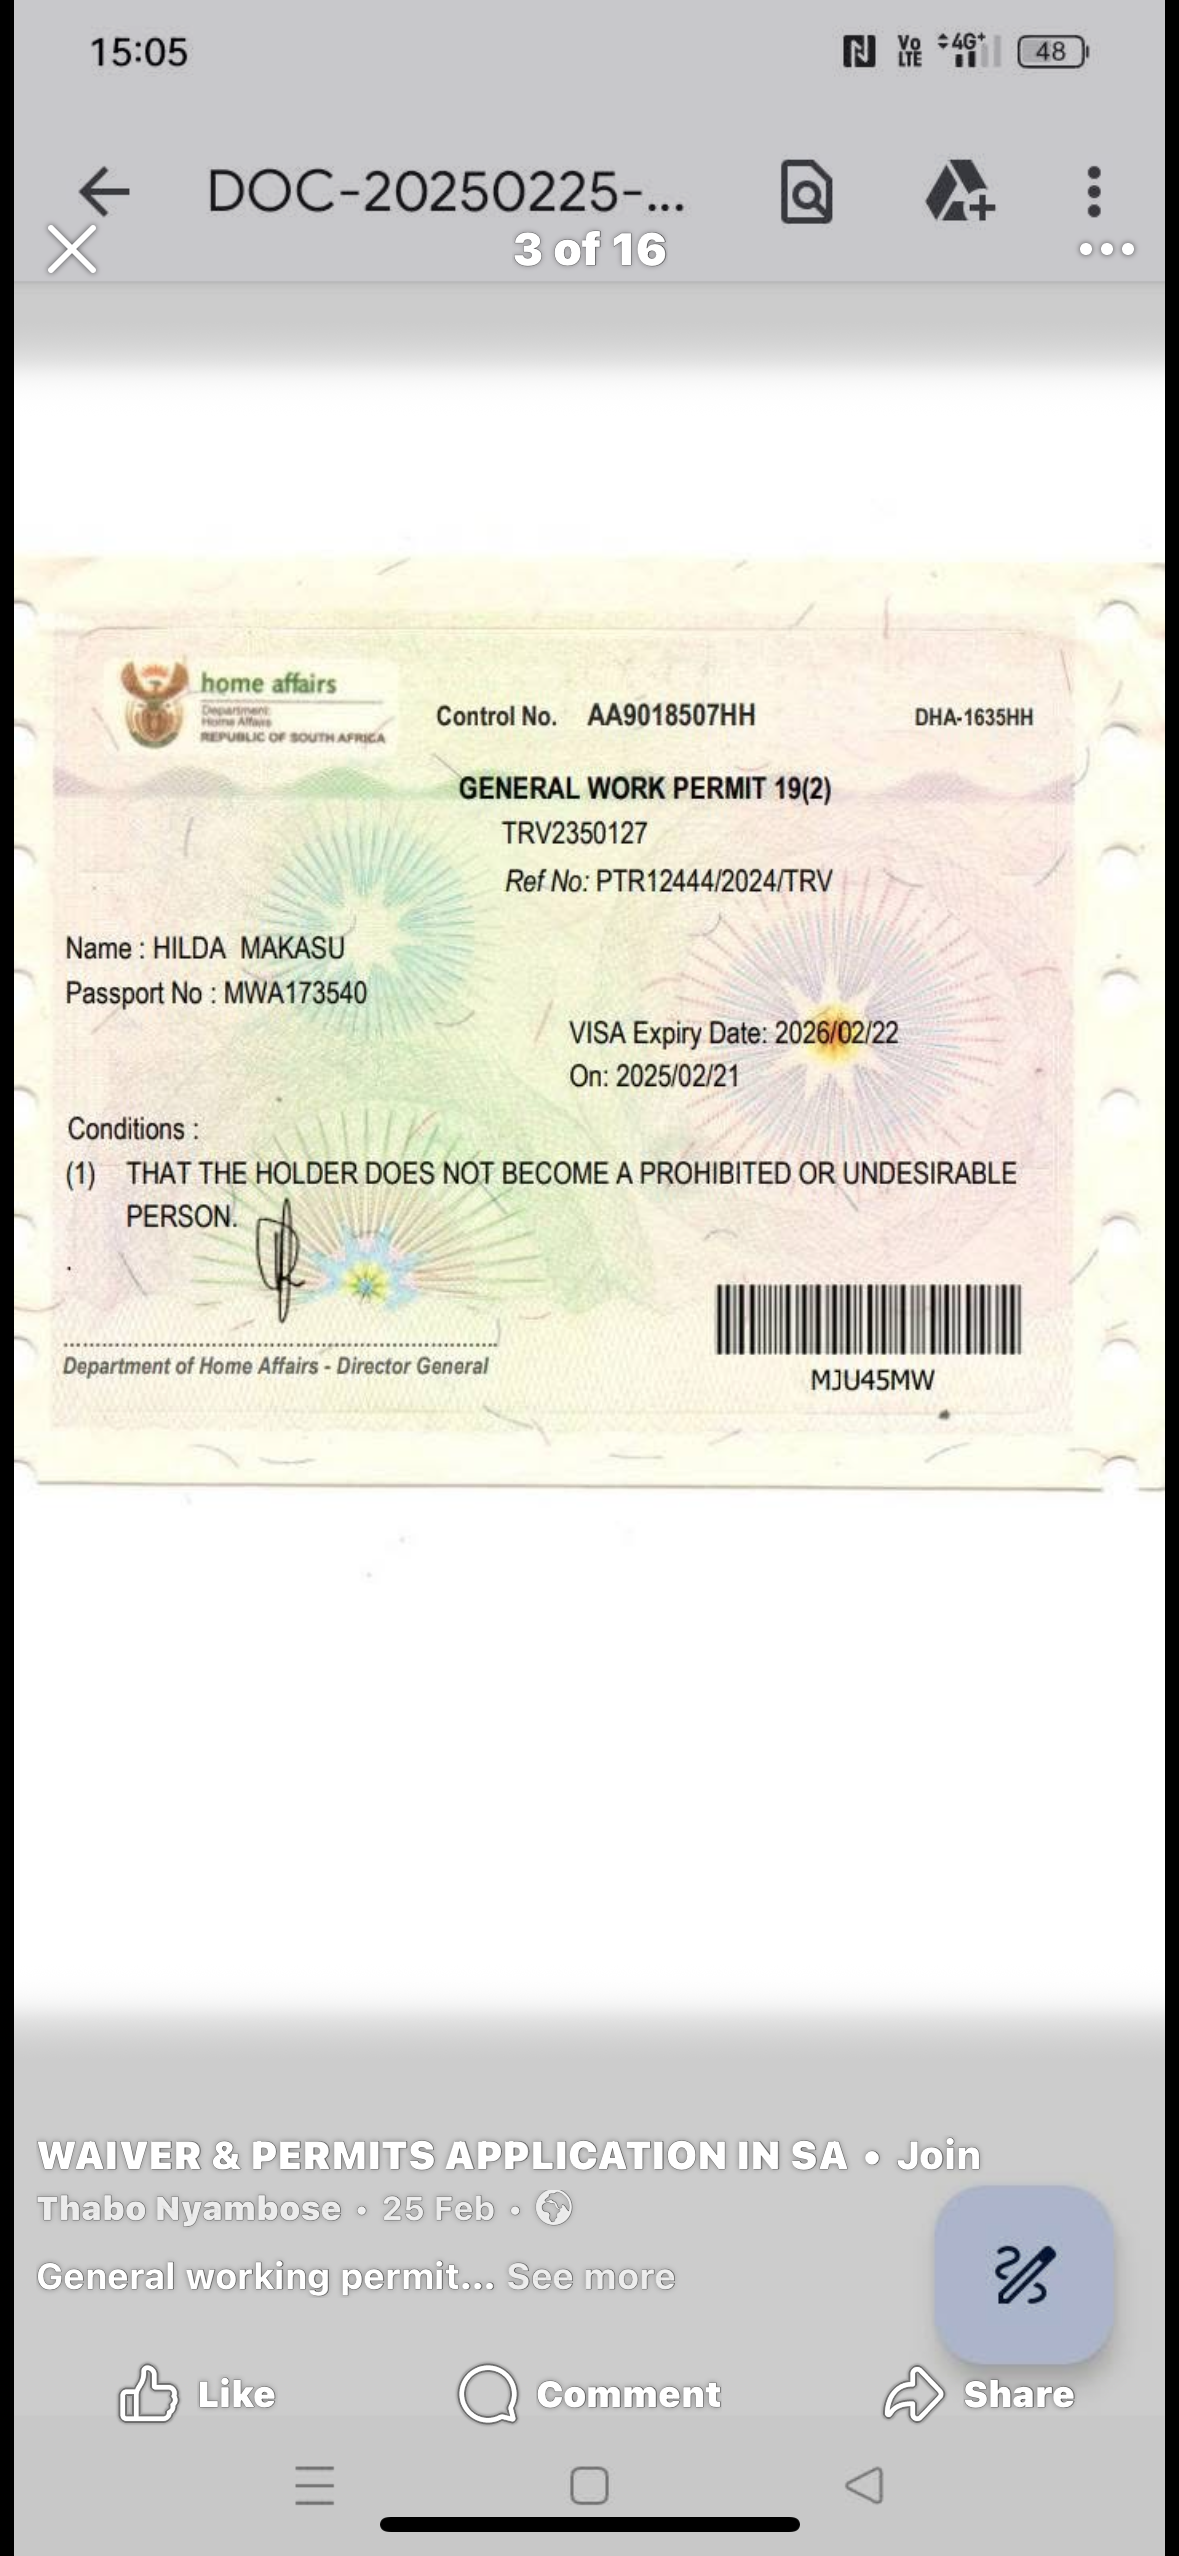 15:05
Vo LTE 4G+ 48
DOC-20250225-...
3 of 16
home affairs
Department:
Home Affairs
REPUBLIC OF SOUTH AFRICA
Control No. AA9018507HH
DHA-1635HH
GENERAL WORK PERMIT 19(2)
TRV2350127
Ref No: PTR12444/2024/TRV
Name : HILDA MAKASU
Passport No : MWA173540
VISA Expiry Date: 2026/02/22
On: 2025/02/21
Conditions :
(1) THAT THE HOLDER DOES NOT BECOME A PROHIBITED OR UNDESIRABLE
PERSON.
.
Department of Home Affairs - Director General
MJU45MW
WAIVER & PERMITS APPLICATION IN SA • Join
Thabo Nyambose • 25 Feb •
General working permit... See more
Like
Comment
Share